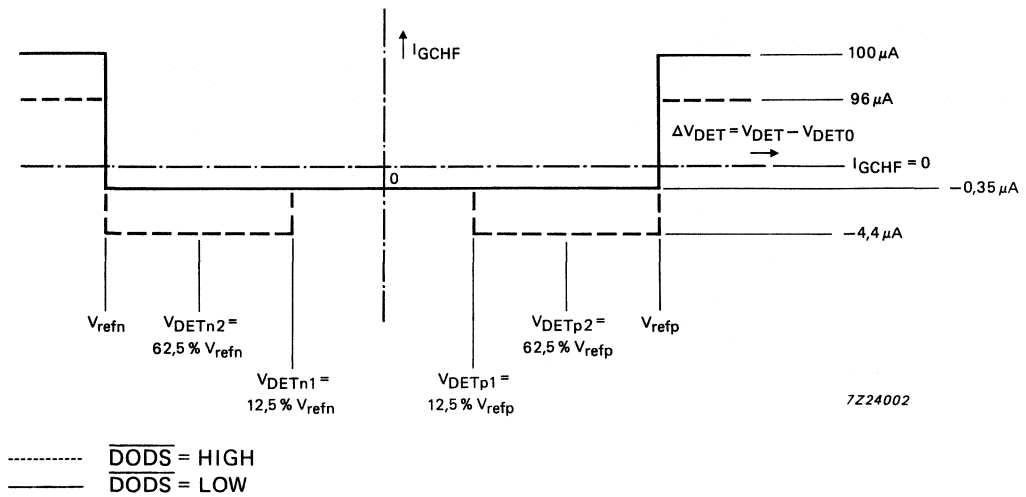 I_GCHF
100 μA
96 μA
ΔV_DET = V_DET − V_DET0
I_GCHF = 0
0
−0,35 μA
−4,4 μA
V_refn
V_DETn2 =
62,5 % V_refn
V_DETp2 =
62,5 % V_refp
V_refp
V_DETn1 =
12,5 % V_refn
V_DETp1 =
12,5 % V_refp
7Z24002
D̅O̅D̅S̅ = HIGH
D̅O̅D̅S̅ = LOW